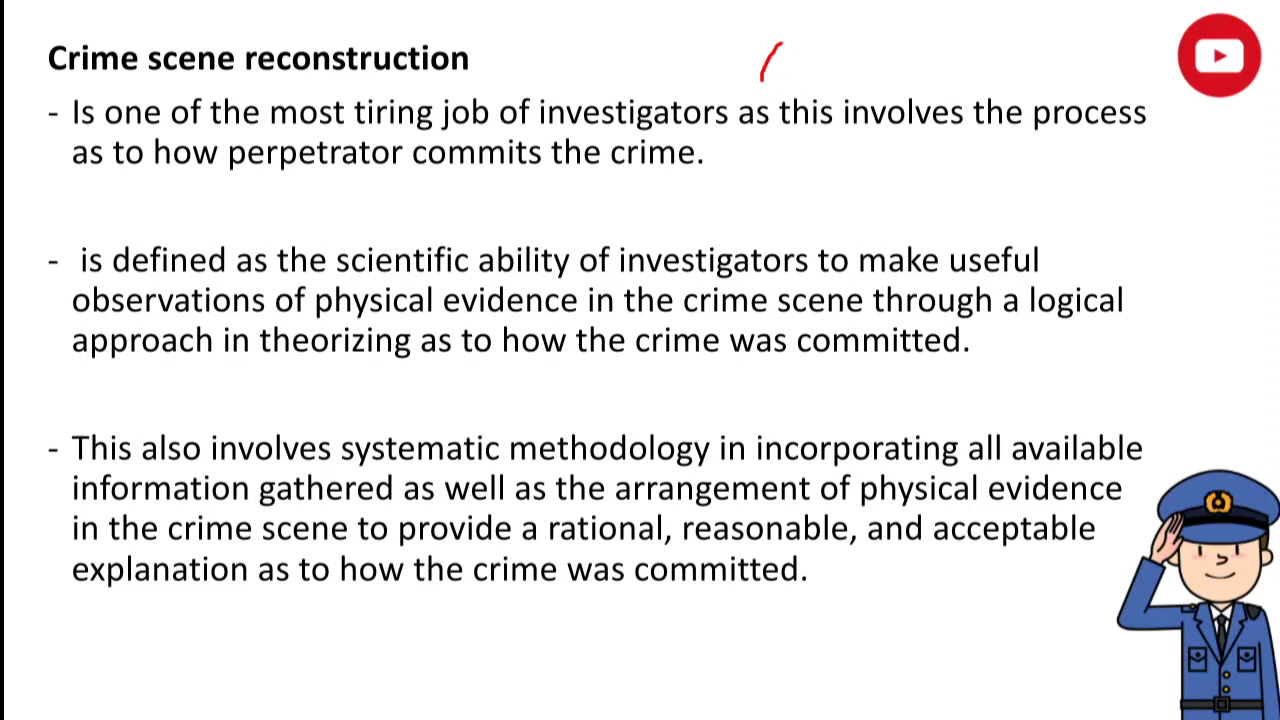 Crime scene reconstruction
- Is one of the most tiring job of investigators as this involves the process
as to how perpetrator commits the crime.
- is defined as the scientific ability of investigators to make useful
observations of physical evidence in the crime scene through a logical
approach in theorizing as to how the crime was committed.
- This also involves systematic methodology in incorporating all available
information gathered as well as the arrangement of physical evidence
in the crime scene to provide a rational, reasonable, and acceptable
explanation as to how the crime was committed.